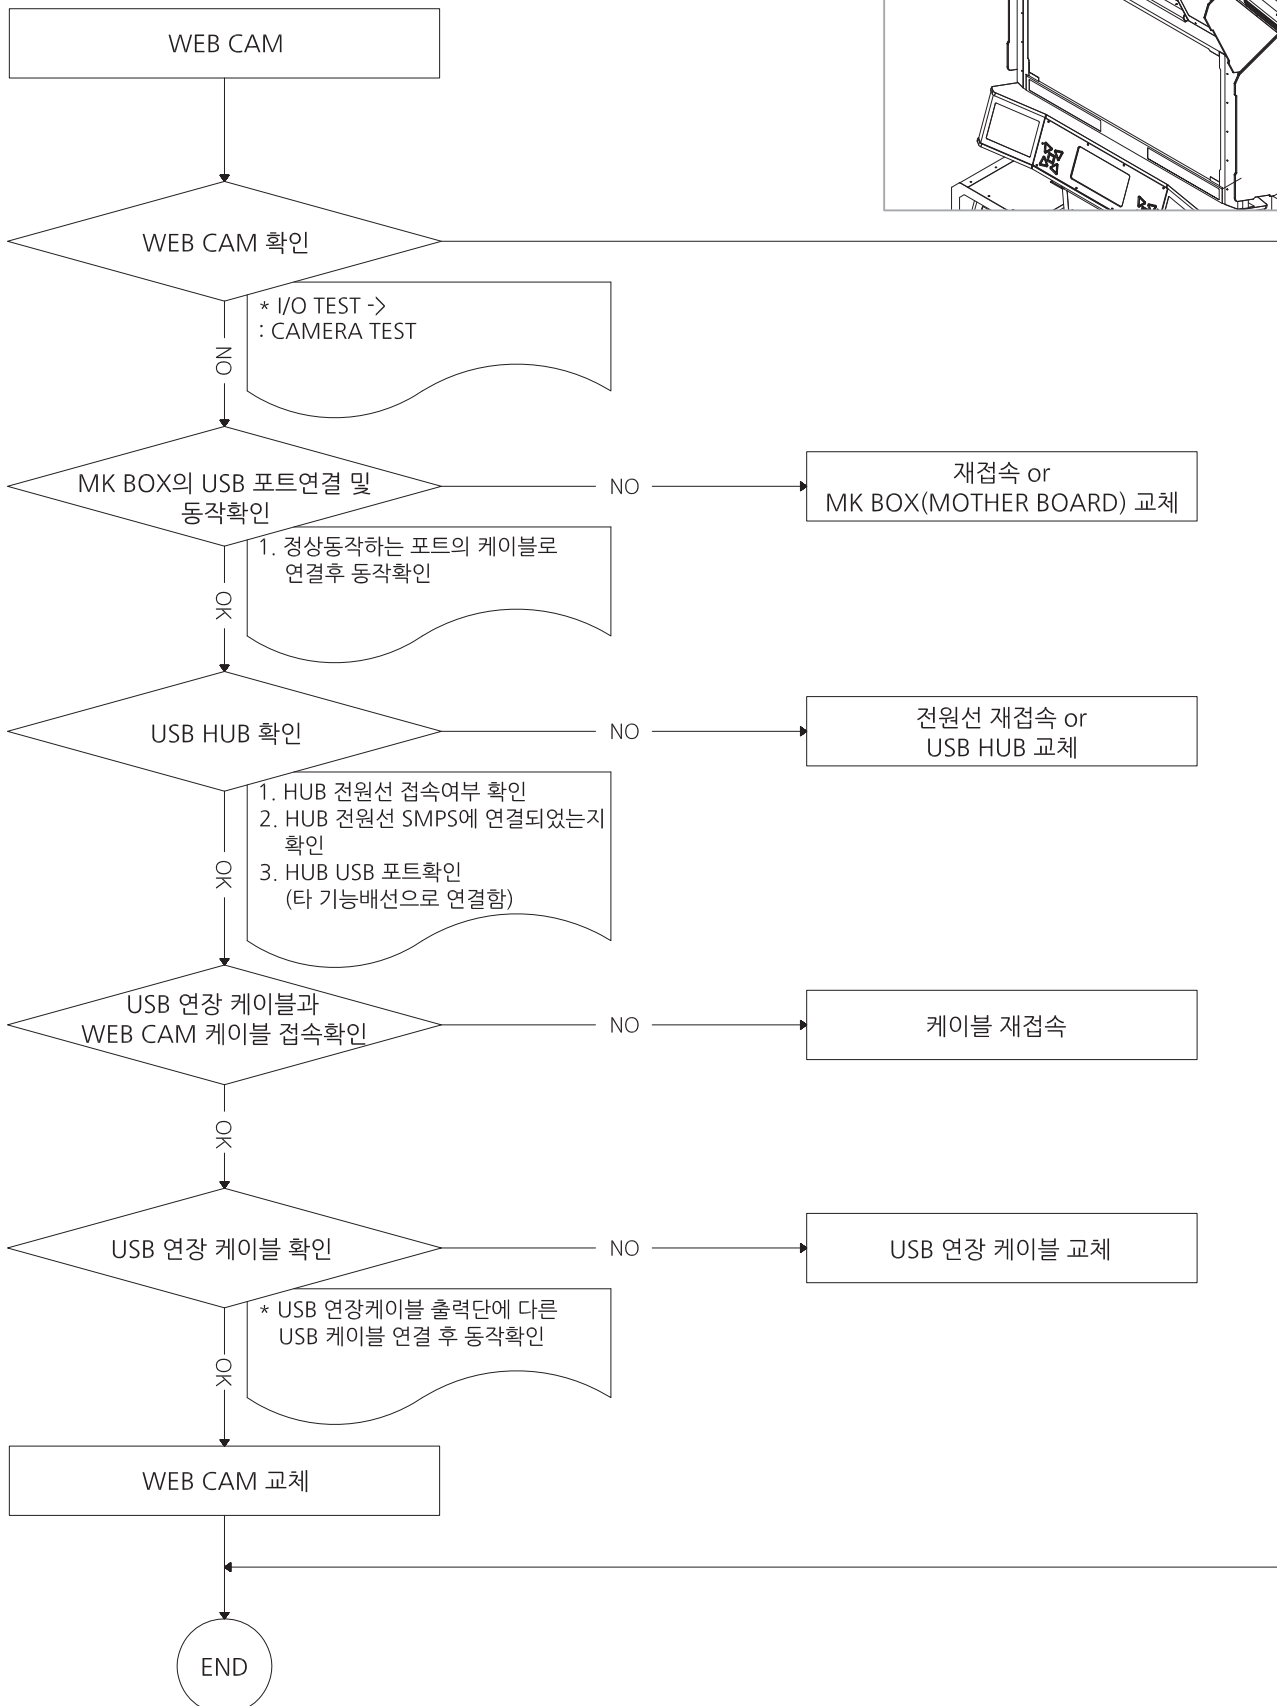 WEB CAM
WEB CAM 확인
* I/O TEST ->
: CAMERA TEST
NO
MK BOX의 USB 포트연결 및
동작확인
NO
재접속 or
MK BOX(MOTHER BOARD) 교체
1. 정상동작하는 포트의 케이블로
연결후 동작확인
OK
USB HUB 확인
NO
전원선 재접속 or
USB HUB 교체
1. HUB 전원선 접속여부 확인
2. HUB 전원선 SMPS에 연결되었는지
확인
3. HUB USB 포트확인
(타 기능배선으로 연결함)
OK
USB 연장 케이블과
WEB CAM 케이블 접속확인
NO
케이블 재접속
OK
USB 연장 케이블 확인
NO
USB 연장 케이블 교체
* USB 연장케이블 출력단에 다른
USB 케이블 연결 후 동작확인
OK
WEB CAM 교체
END